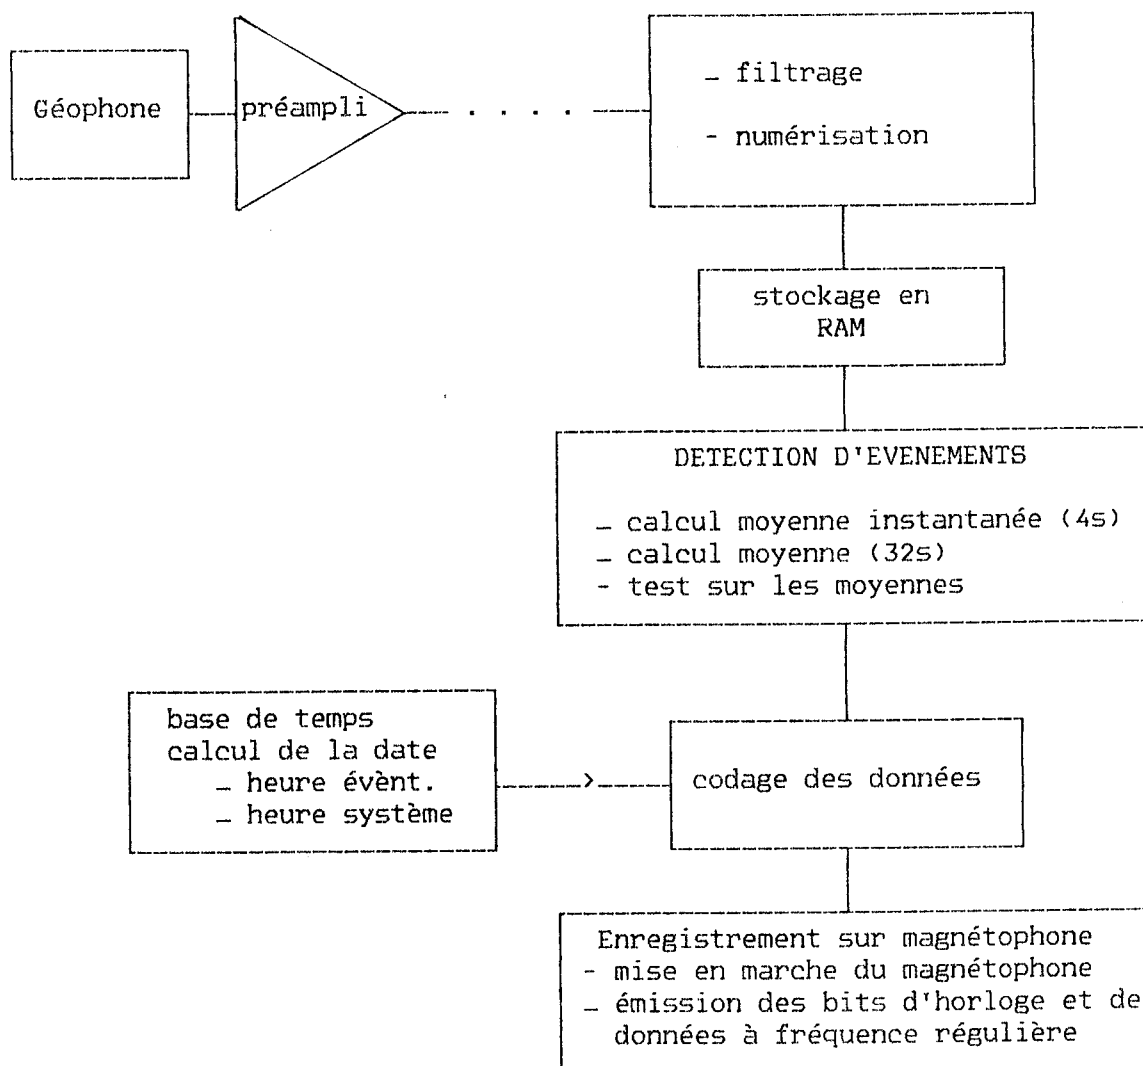 Géophone
préampli
– filtrage
- numérisation
stockage en
RAM
DETECTION D'EVENEMENTS
– calcul moyenne instantanée (4s)
– calcul moyenne (32s)
- test sur les moyennes
base de temps
calcul de la date
– heure évènt.
– heure système
codage des données
Enregistrement sur magnétophone
- mise en marche du magnétophone
– émission des bits d'horloge et de
données à fréquence régulière